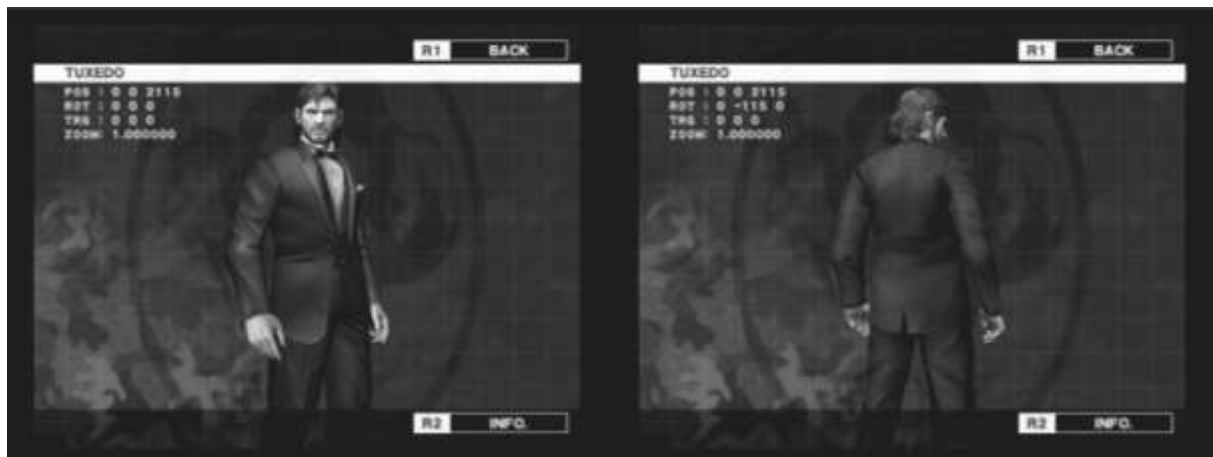 R1 BACK
TUXEDO
POS : 0 0 2115
ROT : 0 0 0
TRG : 0 0 0
ZOOM: 1.000000
R2 INFO.
R1 BACK
TUXEDO
POS : 0 0 2115
ROT : 0 -115 0
TRG : 0 0 0
ZOOM: 1.000000
R2 INFO.